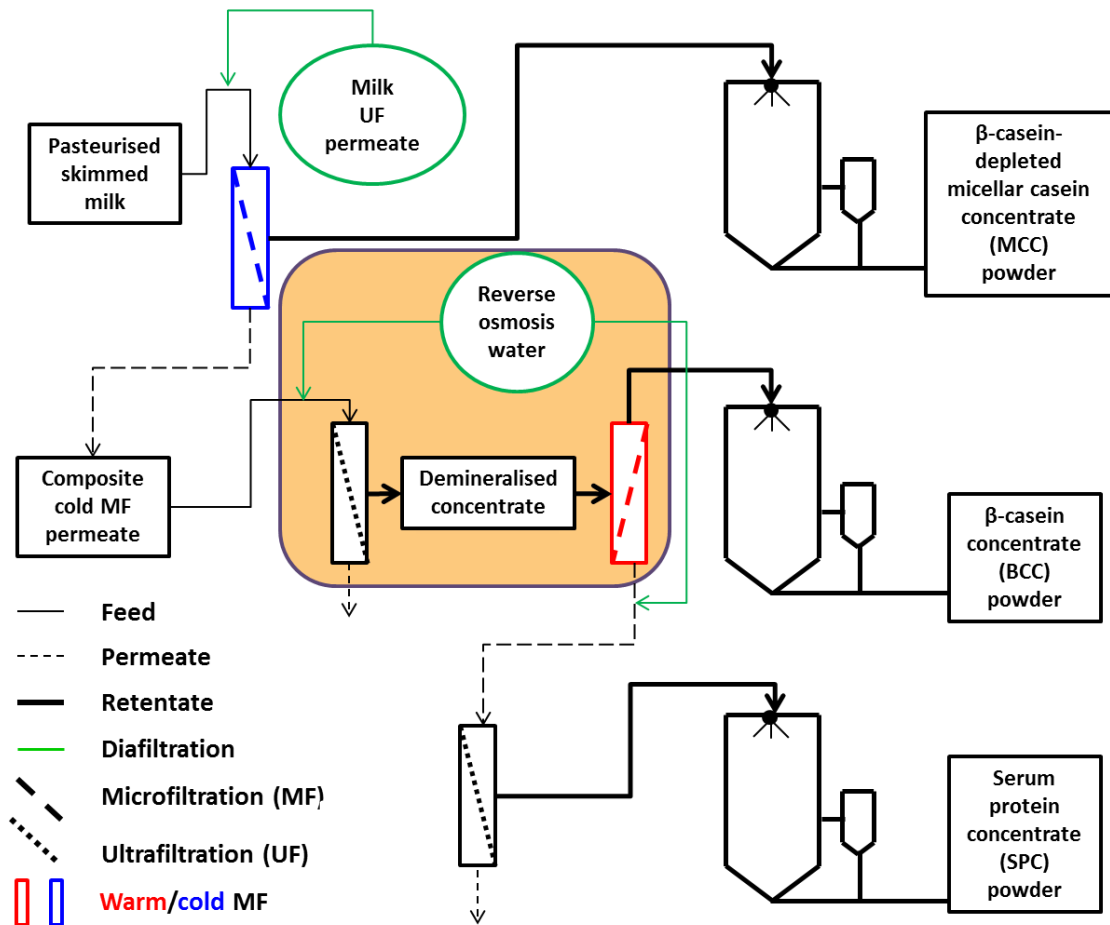 Milk
UF
permeate
Pasteurised
skimmed
milk
β-casein-
depleted
micellar casein
concentrate
(MCC)
powder
Reverse
osmosis
water
Composite
cold MF
permeate
Demineralised
concentrate
β-casein
concentrate
(BCC)
powder
Feed
Permeate
Retentate
Diafiltration
Microfiltration (MF)
Ultrafiltration (UF)
Warm/cold MF
Serum
protein
concentrate
(SPC)
powder